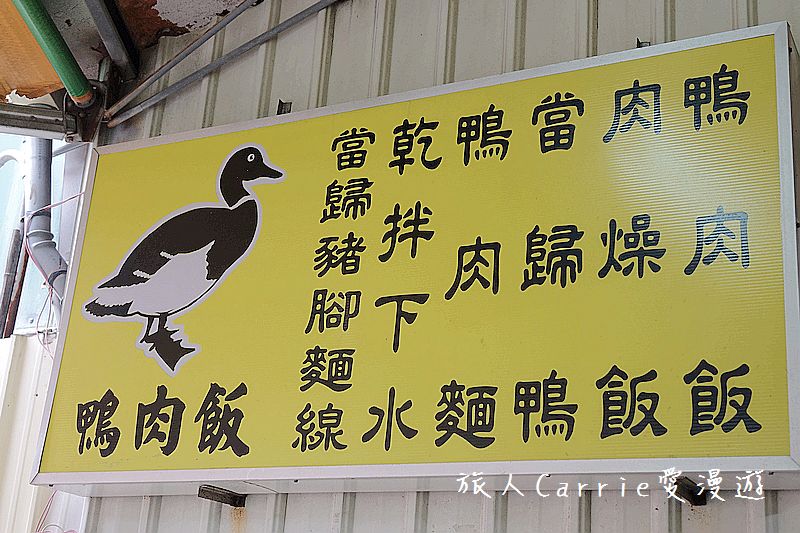 鴨肉飯
肉燥飯
當歸鴨
鴨肉麵
乾拌下水
當歸豬腳麵線
鴨肉飯
旅人Carrie愛漫遊